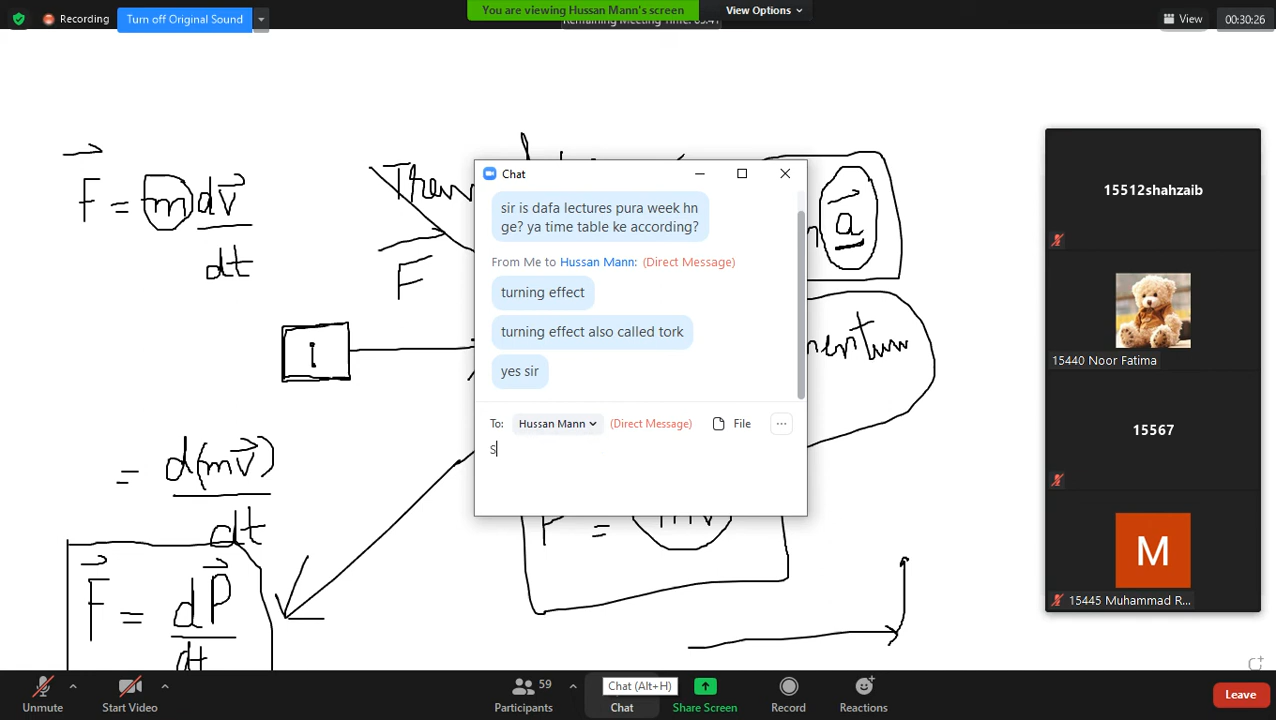 Recording
Turn off Original Sound
You are viewing Hussan Mann's screen
View Options
Remaining Meeting Time:
View
00:30:26
F = m dv
dt
F
a
I
mentum
= d(mv)
dt
F = dP
dt
= mv
Chat
sir is dafa lectures pura week hn
ge? ya time table ke according?
From Me to Hussan Mann: (Direct Message)
turning effect
turning effect also called tork
yes sir
To: Hussan Mann (Direct Message) File ...
S
15512shahzaib
15440 Noor Fatima
15567
M
15445 Muhammad R...
Chat (Alt+H)
Unmute
Start Video
59
Participants
Chat
Share Screen
Record
Reactions
Leave